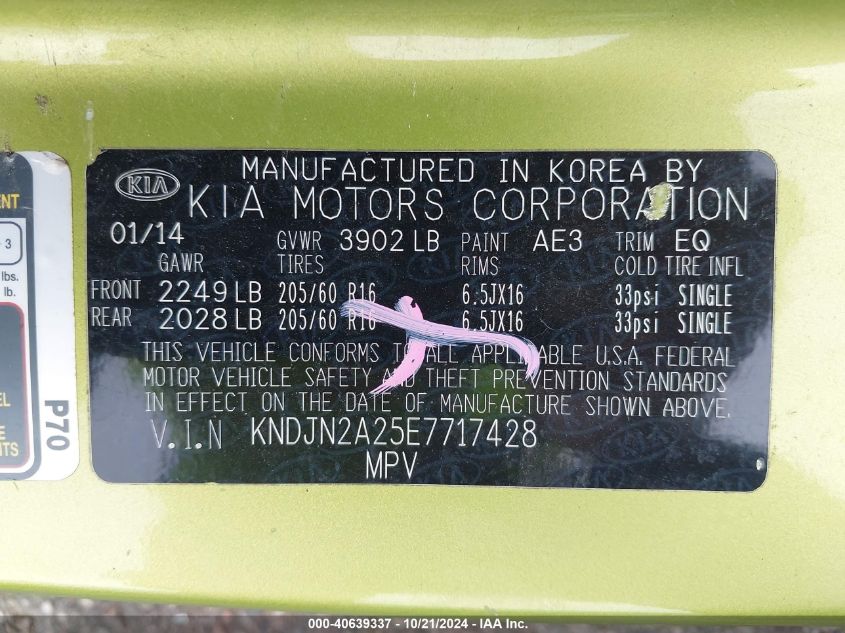 MANUFACTURED IN KOREA BY
KIA
KIA MOTORS CORPORATION
01/14 GVWR 3902 LB PAINT AE3 TRIM EQ
GAWR TIRES RIMS COLD TIRE INFL
FRONT 2249 LB 205/60 R16 6.5JX16 33psi SINGLE
REAR 2028 LB 205/60 R16 6.5JX16 33psi SINGLE
THIS VEHICLE CONFORMS TO ALL APPLICABLE U.S.A. FEDERAL
MOTOR VEHICLE SAFETY AND THEFT PREVENTION STANDARDS
IN EFFECT ON THE DATE OF MANUFACTURE SHOWN ABOVE.
V.I.N KNDJN2A25E7717428
MPV
3
lbs.
lb.
P70
000-40639337 - 10/21/2024 - IAA Inc.